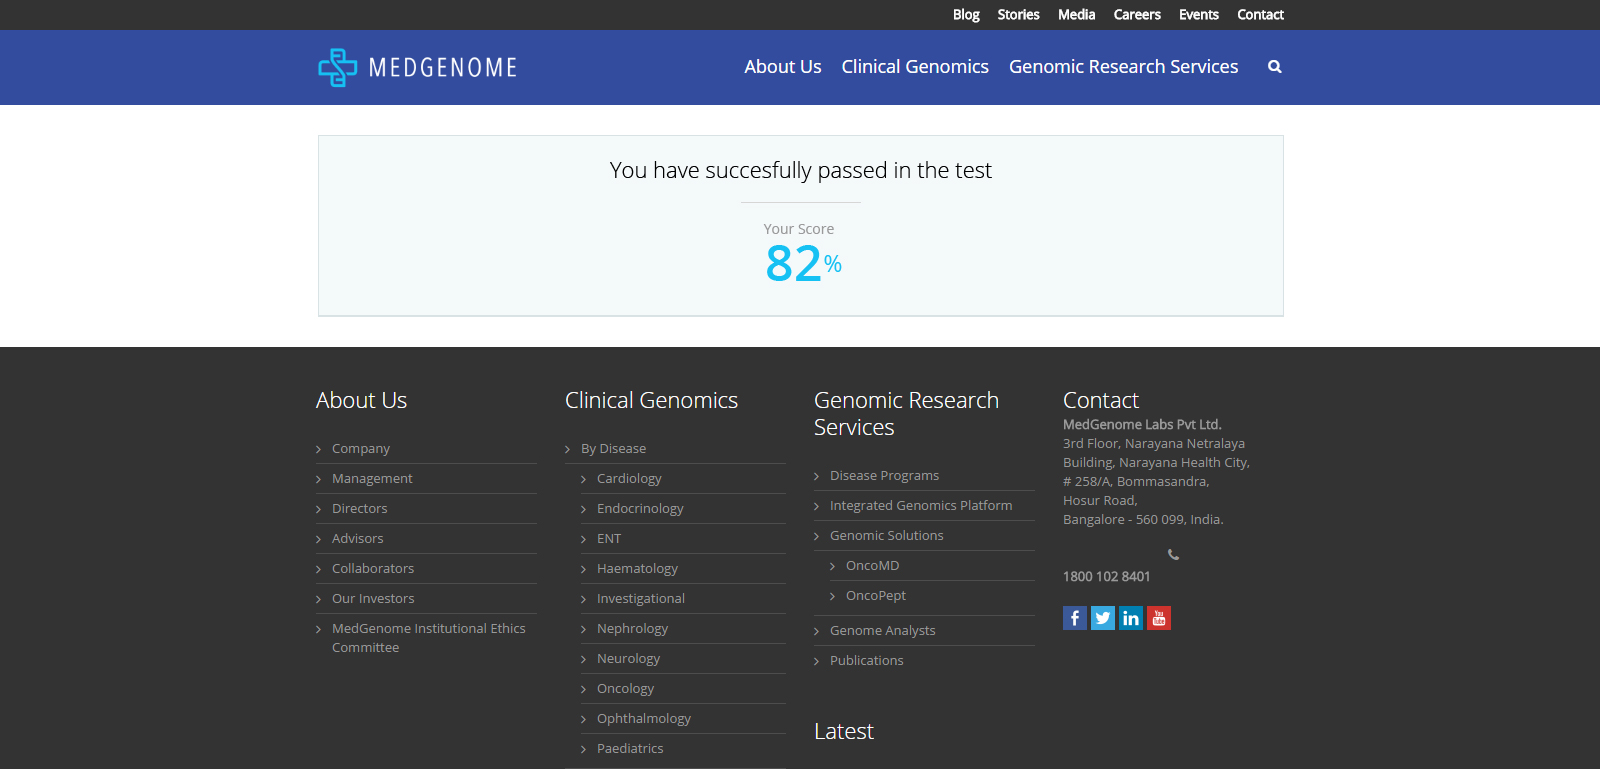 Blog Stories Media Careers Events Contact
MEDGENOME
About Us Clinical Genomics Genomic Research Services
You have succesfully passed in the test
Your Score
82%
About Us
Company
Management
Directors
Advisors
Collaborators
Our Investors
MedGenome Institutional Ethics
Committee
Clinical Genomics
By Disease
Cardiology
Endocrinology
ENT
Haematology
Investigational
Nephrology
Neurology
Oncology
Ophthalmology
Paediatrics
Genomic Research
Services
Disease Programs
Integrated Genomics Platform
Genomic Solutions
OncoMD
OncoPept
Genome Analysts
Publications
Latest
Contact
MedGenome Labs Pvt Ltd.
3rd Floor, Narayana Netralaya
Building, Narayana Health City,
# 258/A, Bommasandra,
Hosur Road,
Bangalore - 560 099, India.
1800 102 8401
f in You Tube